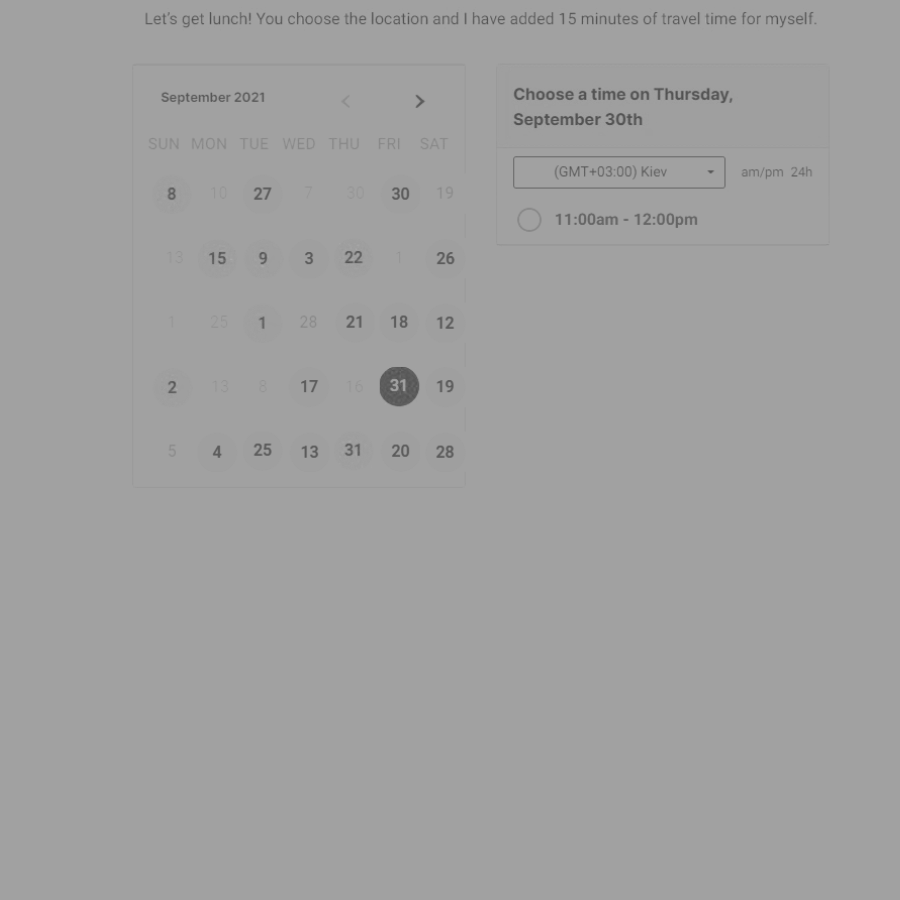 Let's get lunch! You choose the location and I have added 15 minutes of travel time for myself.
September 2021
SUN MON TUE WED THU FRI SAT
8 18 27 7 30 30 19
13 15 9 3 22 1 26
1 25 1 28 21 18 12
2 13 8 17 16 31 19
5 4 25 13 31 20 28
Choose a time on Thursday,
September 30th
(GMT+03:00) Kiev am/pm 24h
11:00am - 12:00pm